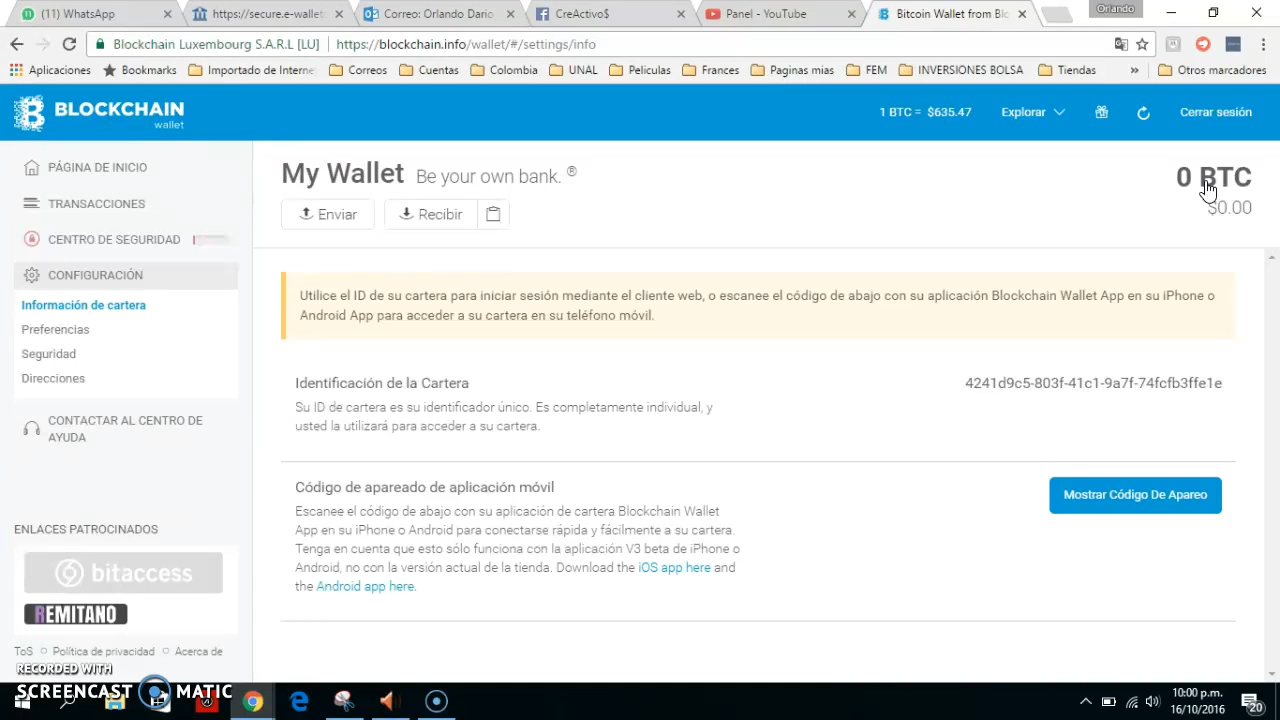 (11) WhatsApp
https://secure.e-wallet
Correo: Orlando Dario
CreActivo$
Panel - YouTube
Bitcoin Wallet from Blo
Orlando
Blockchain Luxembourg S.A.R.L [LU]
https://blockchain.info/wallet/#/settings/info
Aplicaciones
Bookmarks
Importado de Interne
Correos
Cuentas
Colombia
UNAL
Peliculas
Frances
Paginas mias
FEM
INVERSIONES BOLSA
Tiendas
»
Otros marcadores
BLOCKCHAIN
wallet
1 BTC = $635.47
Explorar
Cerrar sesión
PÁGINA DE INICIO
TRANSACCIONES
CENTRO DE SEGURIDAD
CONFIGURACIÓN
Información de cartera
Preferencias
Seguridad
Direcciones
CONTACTAR AL CENTRO DE
AYUDA
ENLACES PATROCINADOS
bitaccess
REMITANO
ToS
Política de privacidad
Acerca de
My Wallet Be your own bank. ®
0 BTC
$0.00
Enviar
Recibir
Utilice el ID de su cartera para iniciar sesión mediante el cliente web, o escanee el código de abajo con su aplicación Blockchain Wallet App en su iPhone o
Android App para acceder a su cartera en su teléfono móvil.
Identificación de la Cartera
4241d9c5-803f-41c1-9a7f-74fcfb3ffe1e
Su ID de cartera es su identificador único. Es completamente individual, y
usted la utilizará para acceder a su cartera.
Código de apareado de aplicación móvil
Mostrar Código De Apareo
Escanee el código de abajo con su aplicación de cartera Blockchain Wallet
App en su iPhone o Android para conectarse rápida y fácilmente a su cartera.
Tenga en cuenta que esto sólo funciona con la aplicación V3 beta de iPhone o
Android, no con la versión actual de la tienda. Download the iOS app here and
the Android app here.
RECORDED WITH
SCREENCAST MATIC
10:00 p.m.
16/10/2016
20